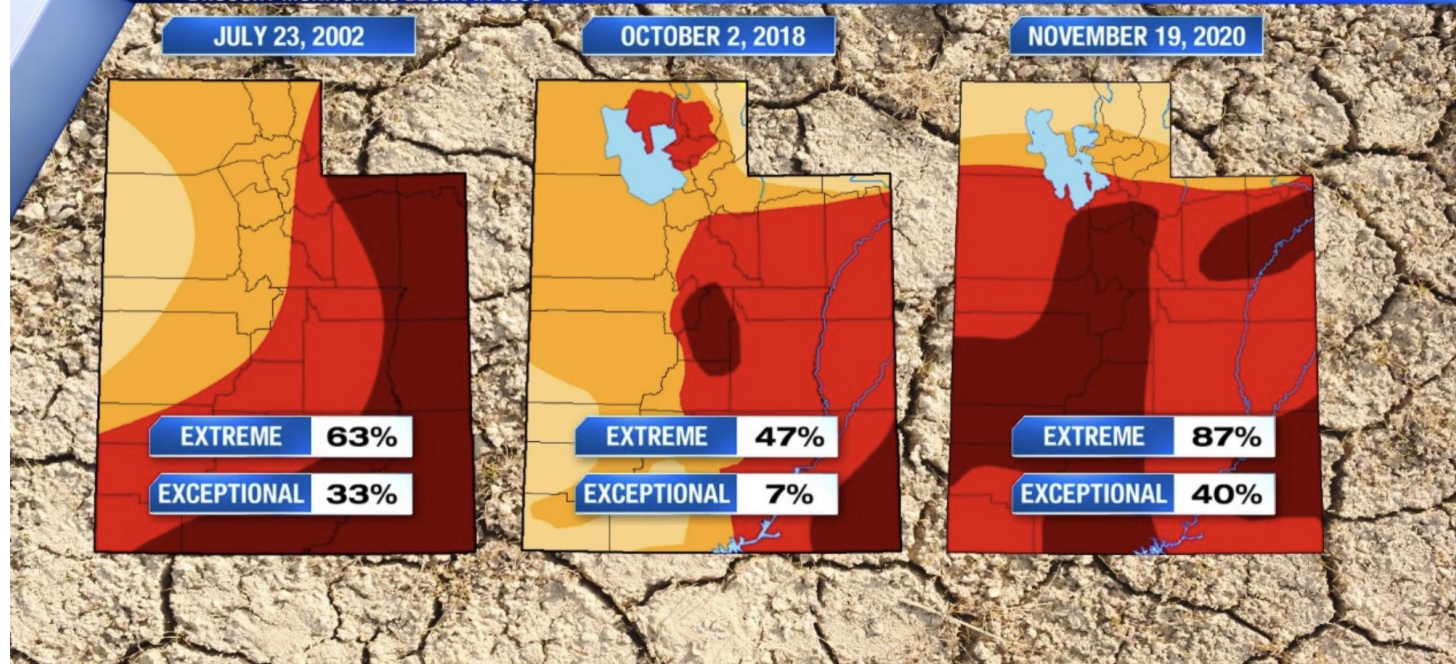 JULY 23, 2002
OCTOBER 2, 2018
NOVEMBER 19, 2020
EXTREME 63%
EXCEPTIONAL 33%
EXTREME 47%
EXCEPTIONAL 7%
EXTREME 87%
EXCEPTIONAL 40%